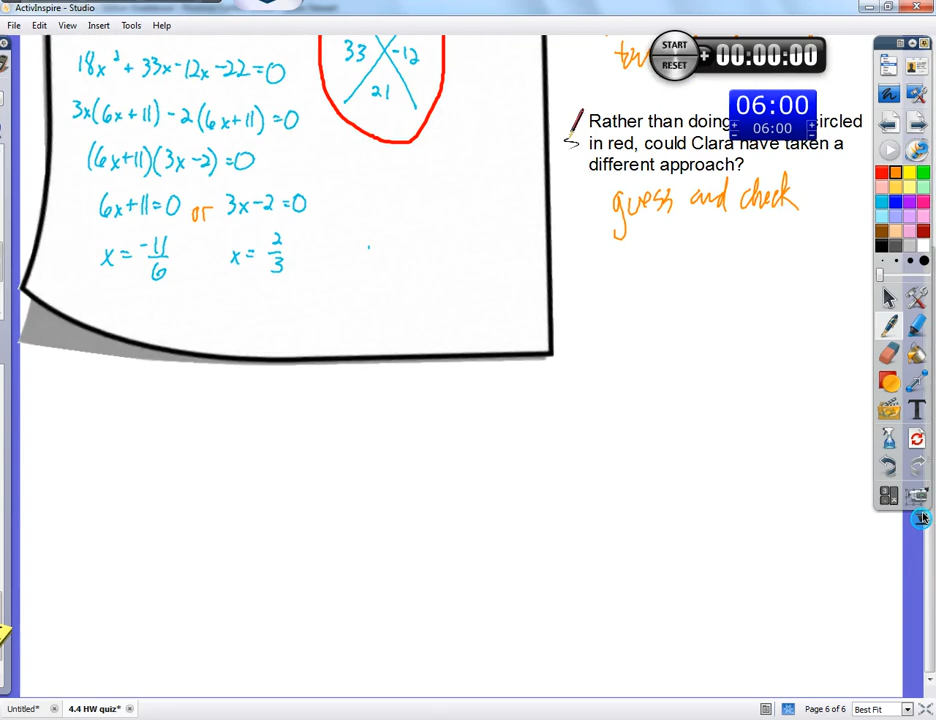 ActivInspire - Studio
File Edit View Insert Tools Help
18x² + 33x - 12x - 22 = 0
3x(6x+11) - 2(6x+11) = 0
(6x+11)(3x-2) = 0
6x+11=0 or 3x-2=0
x = -11/6 x = 2/3
33 -12
21
START
RESET
00:00:00
06:00
06:00
Rather than doing circled
in red, could Clara have taken a
different approach?
guess and check
Untitled* 4.4 HW quiz*
Page 6 of 6 Best Fit